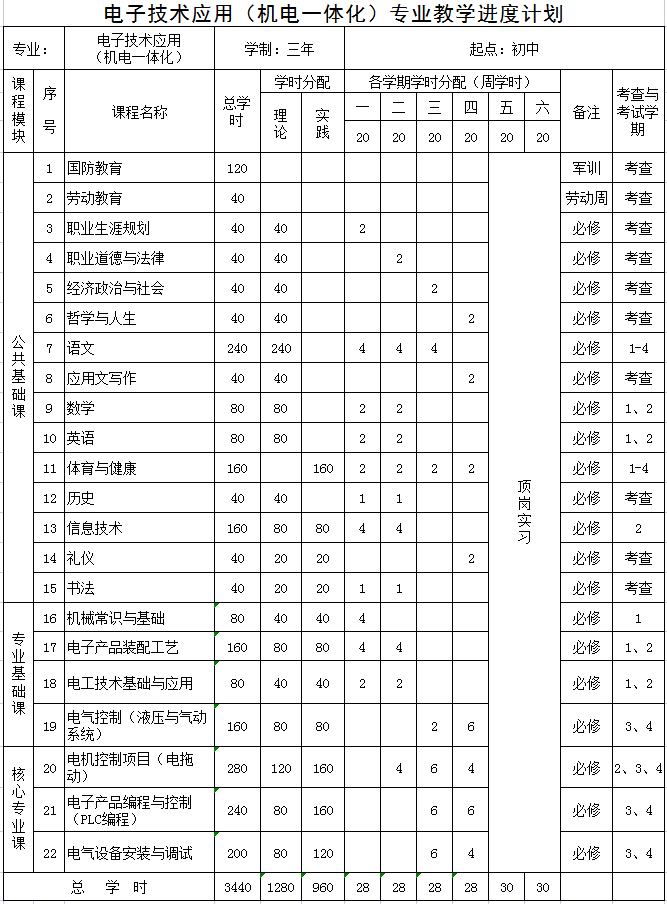 电子技术应用（机电一体化）专业教学进度计划
专业： 电子技术应用（机电一体化） 学制：三年 起点：初中
课程模块 序号 课程名称 总学时 学时分配 各学期学时分配（周学时） 备注 考查与考试学期
理论 实践 一 二 三 四 五 六
20 20 20 20 20 20
公共基础课
1 国防教育 120 军训 考查
2 劳动教育 40 劳动周 考查
3 职业生涯规划 40 40 2 必修 考查
4 职业道德与法律 40 40 2 必修 考查
5 经济政治与社会 40 40 2 必修 考查
6 哲学与人生 40 40 2 必修 考查
7 语文 240 240 4 4 4 必修 1-4
8 应用文写作 40 40 2 必修 考查
9 数学 80 80 2 2 必修 1、2
10 英语 80 80 2 2 必修 1、2
11 体育与健康 160 160 2 2 2 2 必修 1-4
12 历史 40 40 1 1 必修 考查
顶岗实习
13 信息技术 160 80 80 4 4 必修 2
14 礼仪 40 20 20 2 必修 考查
15 书法 40 20 20 1 1 必修 考查
专业基础课
16 机械常识与基础 80 40 40 4 必修 1
17 电子产品装配工艺 160 80 80 4 4 必修 1、2
18 电工技术基础与应用 80 40 40 2 2 必修 1、2
19 电气控制（液压与气动系统） 160 80 80 2 6 必修 3、4
核心专业课
20 电机控制项目（电拖动） 280 120 160 4 6 4 必修 2、3、4
21 电子产品编程与控制（PLC编程） 240 80 160 6 6 必修 3、4
22 电气设备安装与调试 200 80 120 6 4 必修 3、4
总 学 时 3440 1280 960 28 28 28 28 30 30